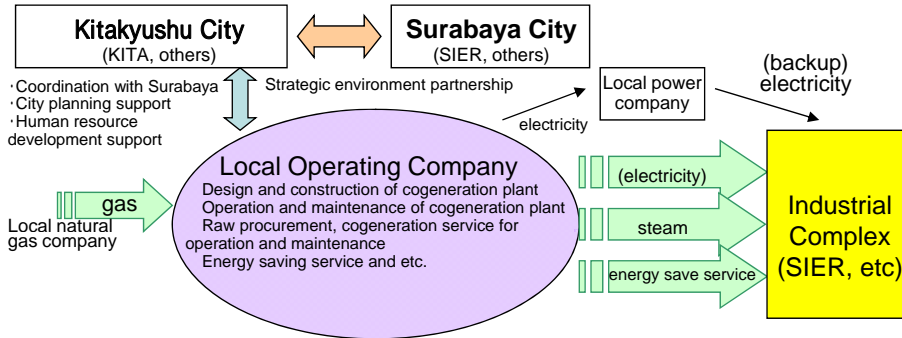 Kitakyushu City
(KITA, others)
Surabaya City
(SIER, others)
・Coordination with Surabaya
・City planning support
・Human resource
development support
Strategic environment partnership
electricity
Local power
company
(backup)
electricity
gas
Local natural
gas company
Local Operating Company
Design and construction of cogeneration plant
Operation and maintenance of cogeneration plant
Raw procurement, cogeneration service for
operation and maintenance
Energy saving service and etc.
(electricity)
steam
energy save service
Industrial
Complex
(SIER, etc)